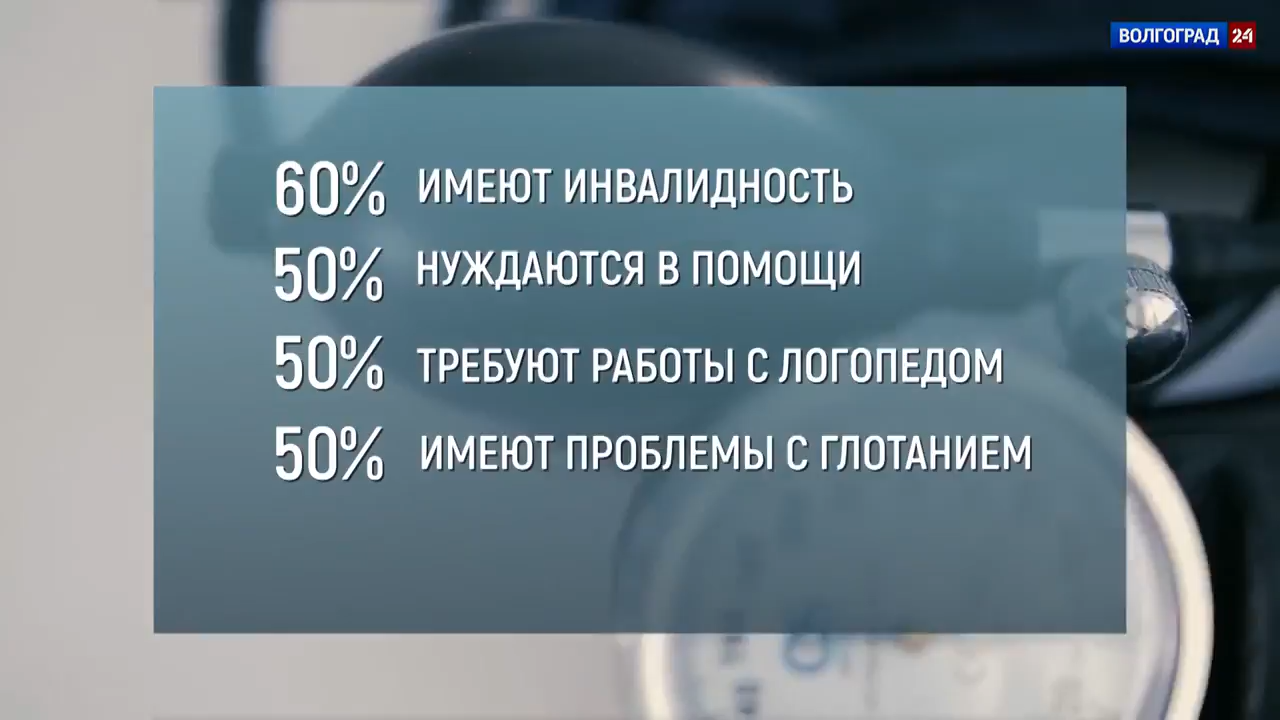 ВОЛГОГРАД 24
60% ИМЕЮТ ИНВАЛИДНОСТЬ
50% НУЖДАЮТСЯ В ПОМОЩИ
50% ТРЕБУЮТ РАБОТЫ С ЛОГОПЕДОМ
50% ИМЕЮТ ПРОБЛЕМЫ С ГЛОТАНИЕМ